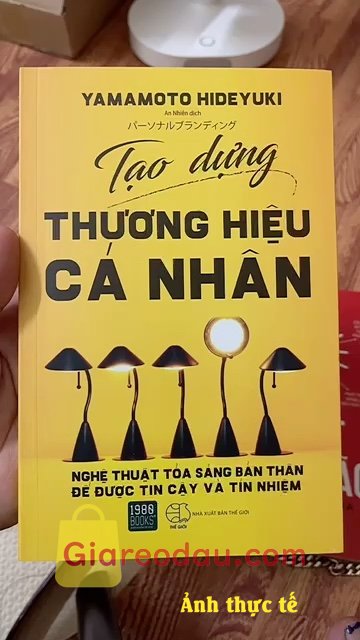 YAMAMOTO HIDEYUKI
An Nhiên dịch
パーソナルブランディング
Tạo dựng
THƯƠNG HIỆU
CÁ NHÂN
NGHỆ THUẬT TỎA SÁNG BẢN THÂN
ĐỂ ĐƯỢC TIN CẬY VÀ TÍN NHIỆM
1980 BOOKS
THẾ GIỚI
NHÀ XUẤT BẢN THẾ GIỚI
Giareodau.com
Ảnh thực tế